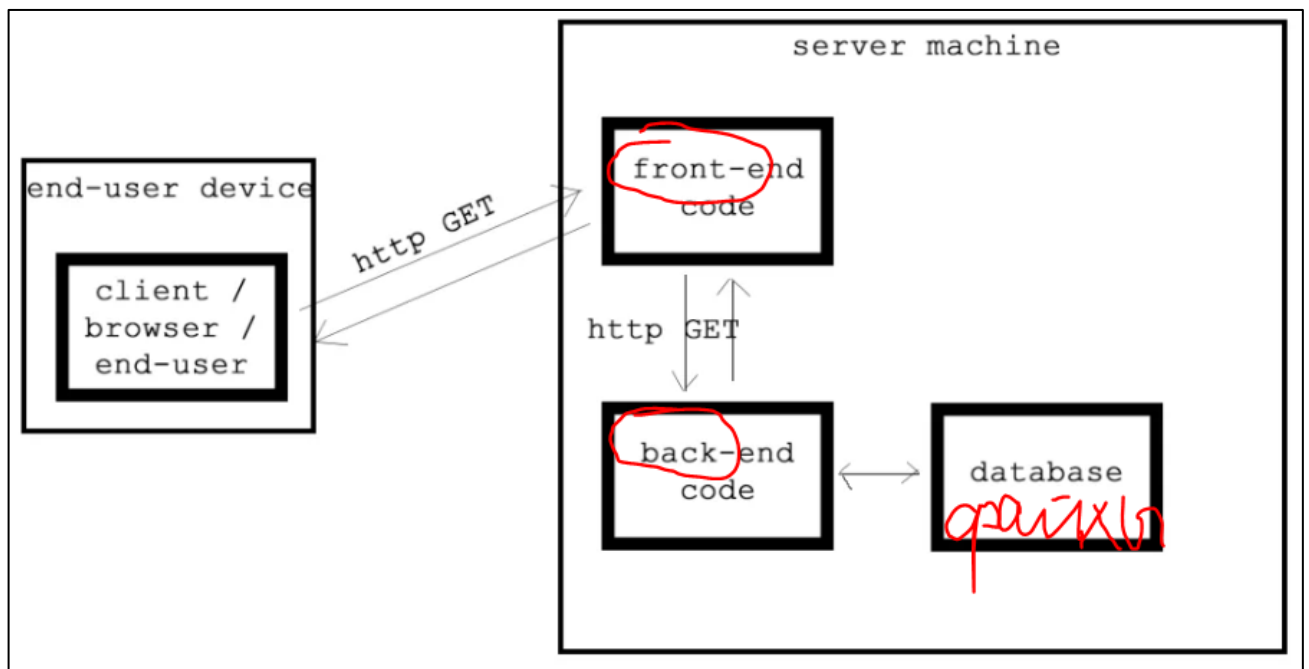 server machine
end-user device
client /
browser /
end-user
http GET
front-end
code
http GET
back-end
code
database